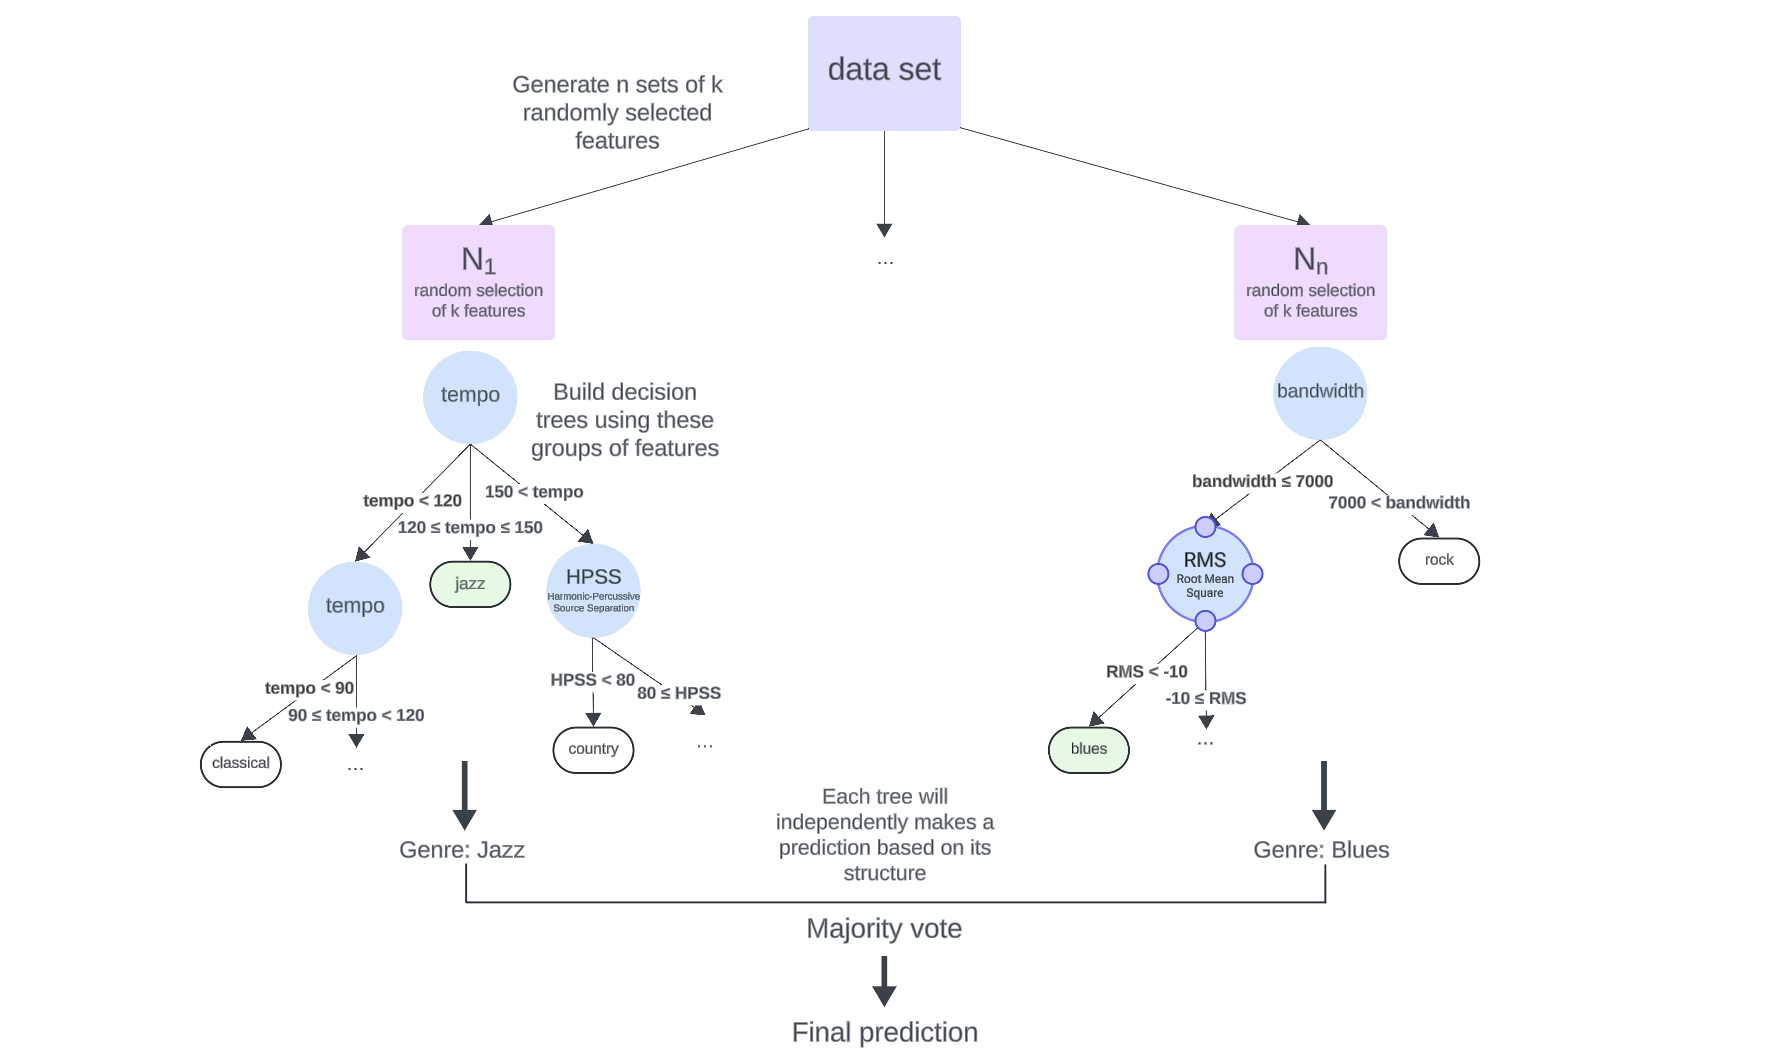 data set
Generate n sets of k
randomly selected
features
...
N1
random selection
of k features
Nn
random selection
of k features
tempo
Build decision
trees using these
groups of features
bandwidth
tempo < 120
120 ≤ tempo ≤ 150
150 < tempo
bandwidth ≤ 7000
7000 < bandwidth
tempo
jazz
HPSS
Harmonic-Percussive
Source Separation
RMS
Root Mean
Square
rock
tempo < 90
90 ≤ tempo < 120
HPSS < 80
80 ≤ HPSS
RMS < -10
-10 ≤ RMS
classical
...
country
...
blues
...
Genre: Jazz
Each tree will
independently makes a
prediction based on its
structure
Genre: Blues
Majority vote
Final prediction